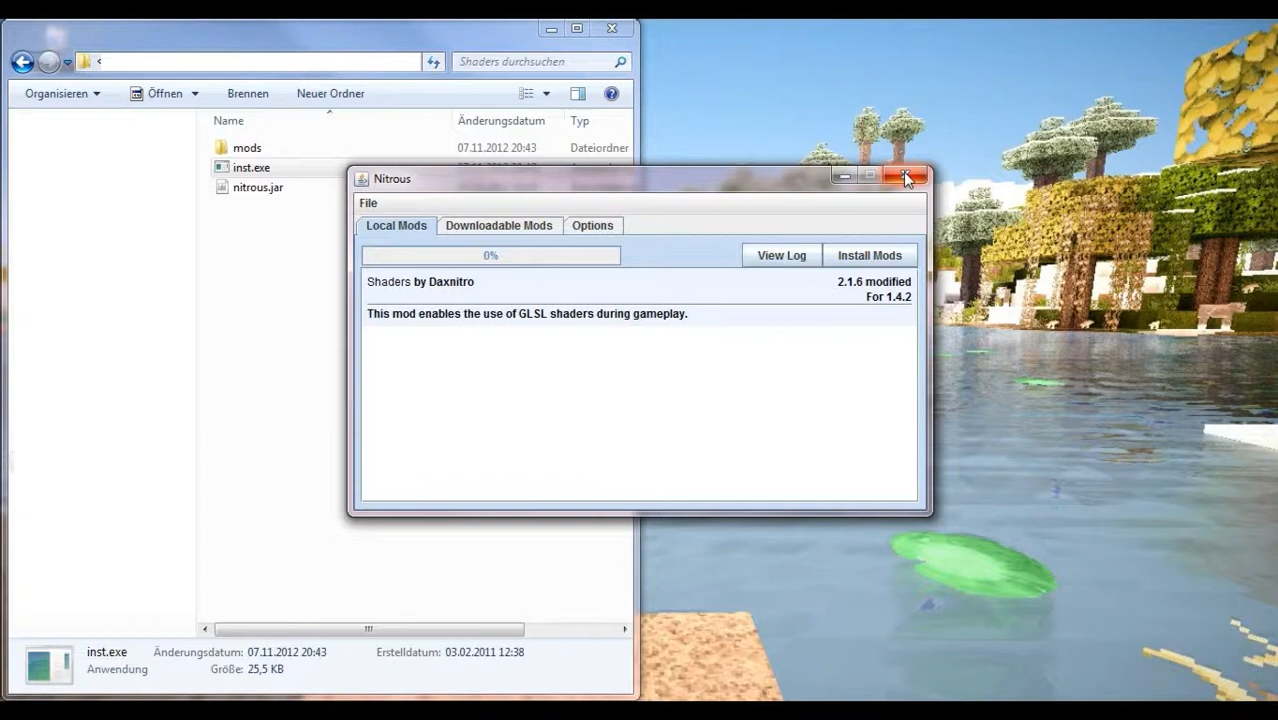 <
Shaders durchsuchen
Organisieren
Öffnen
Brennen
Neuer Ordner
Name
Änderungsdatum
Typ
mods
07.11.2012 20:43
Dateiordner
inst.exe
nitrous.jar
Nitrous
File
Local Mods
Downloadable Mods
Options
0%
View Log
Install Mods
Shaders by Daxnitro
2.1.6 modified
For 1.4.2
This mod enables the use of GLSL shaders during gameplay.
inst.exe
Änderungsdatum: 07.11.2012 20:43
Erstelldatum: 03.02.2011 12:38
Anwendung
Größe: 25,5 KB